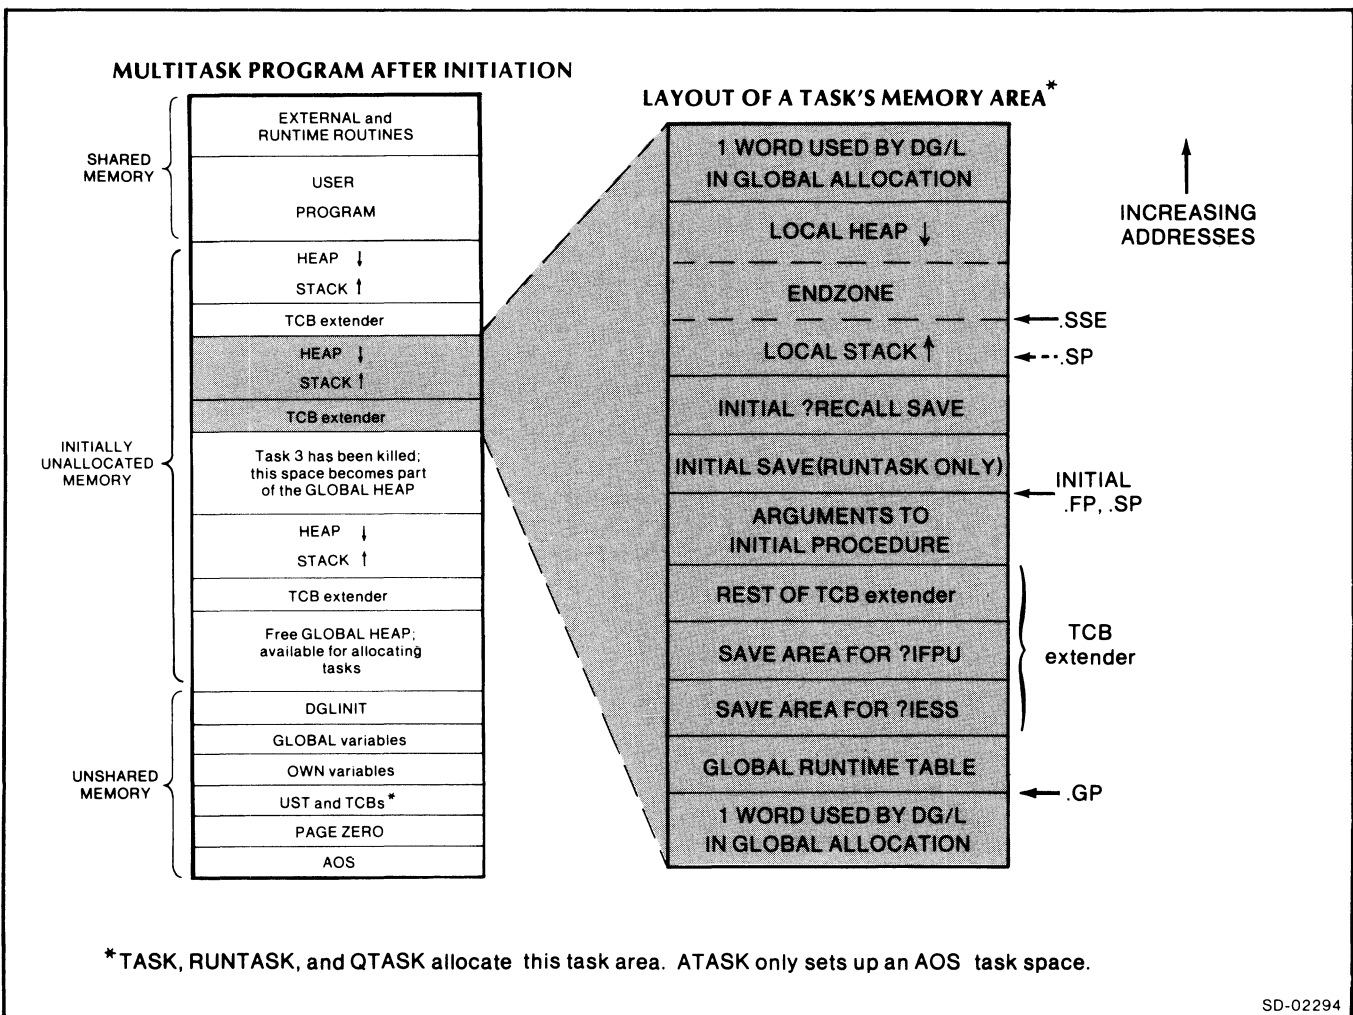 MULTITASK PROGRAM AFTER INITIATION
SHARED
MEMORY
EXTERNAL and
RUNTIME ROUTINES
USER
PROGRAM
INITIALLY
UNALLOCATED
MEMORY
HEAP ↓
STACK ↑
TCB extender
HEAP ↓
STACK ↑
TCB extender
Task 3 has been killed;
this space becomes part
of the GLOBAL HEAP
HEAP ↓
STACK ↑
TCB extender
Free GLOBAL HEAP;
available for allocating
tasks
UNSHARED
MEMORY
DGLINIT
GLOBAL variables
OWN variables
UST and TCBs*
PAGE ZERO
AOS
LAYOUT OF A TASK'S MEMORY AREA*
1 WORD USED BY DG/L
IN GLOBAL ALLOCATION
LOCAL HEAP ↓
ENDZONE
LOCAL STACK ↑
INITIAL ?RECALL SAVE
INITIAL SAVE(RUNTASK ONLY)
ARGUMENTS TO
INITIAL PROCEDURE
REST OF TCB extender
SAVE AREA FOR ?IFPU
SAVE AREA FOR ?IESS
GLOBAL RUNTIME TABLE
1 WORD USED BY DG/L
IN GLOBAL ALLOCATION
INCREASING
ADDRESSES
.SSE
.SP
INITIAL
.FP, .SP
TCB
extender
.GP
*TASK, RUNTASK, and QTASK allocate this task area. ATASK only sets up an AOS task space.
SD-02294